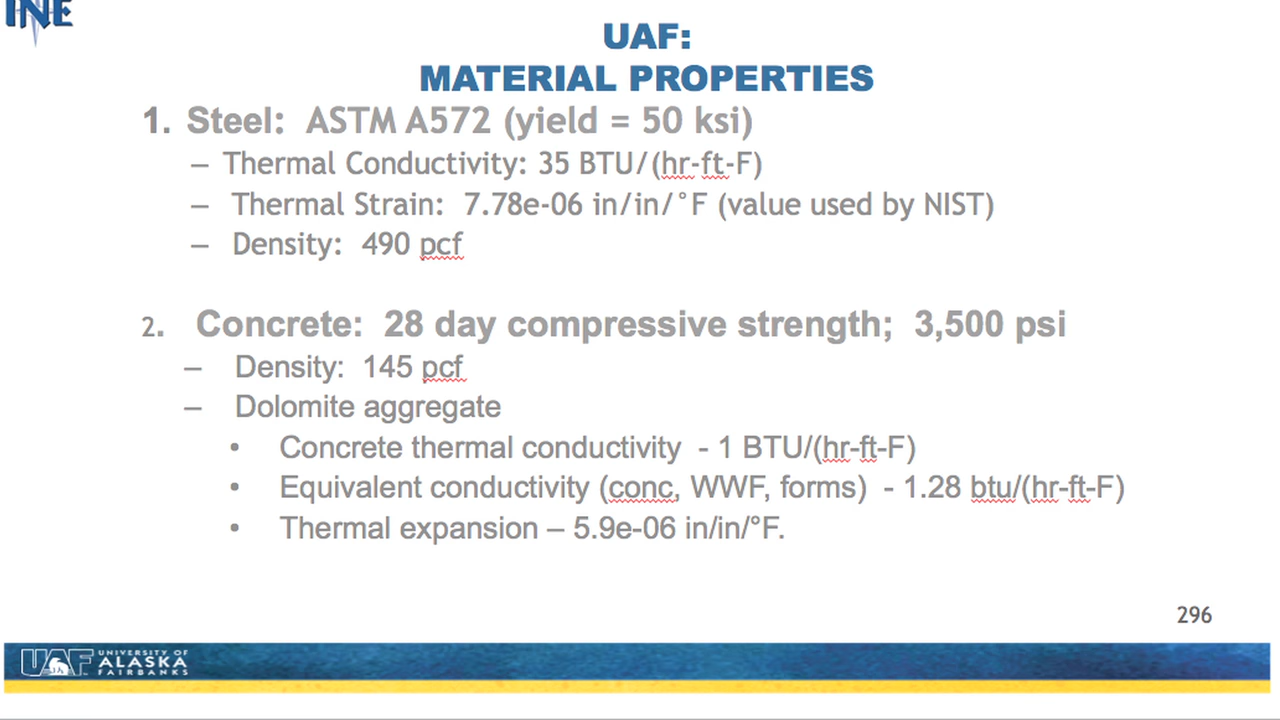 INE
UAF:
MATERIAL PROPERTIES
1. Steel: ASTM A572 (yield = 50 ksi)
– Thermal Conductivity: 35 BTU/(hr-ft-F)
– Thermal Strain: 7.78e-06 in/in/°F (value used by NIST)
– Density: 490 pcf
2. Concrete: 28 day compressive strength; 3,500 psi
– Density: 145 pcf
– Dolomite aggregate
• Concrete thermal conductivity - 1 BTU/(hr-ft-F)
• Equivalent conductivity (conc, WWF, forms) - 1.28 btu/(hr-ft-F)
• Thermal expansion – 5.9e-06 in/in/°F.
296
UAF UNIVERSITY OF
ALASKA
FAIRBANKS